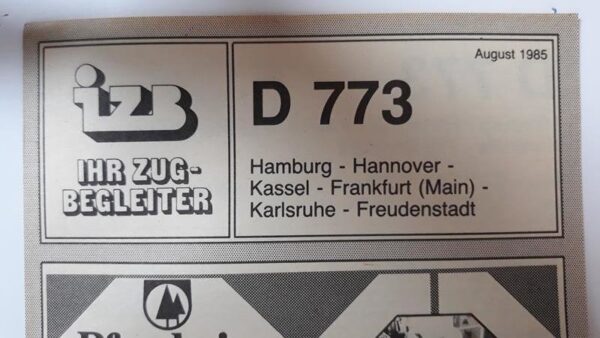 August 1985
izb
IHR ZUG-
BEGLEITER
D 773
Hamburg - Hannover -
Kassel - Frankfurt (Main) -
Karlsruhe - Freudenstadt